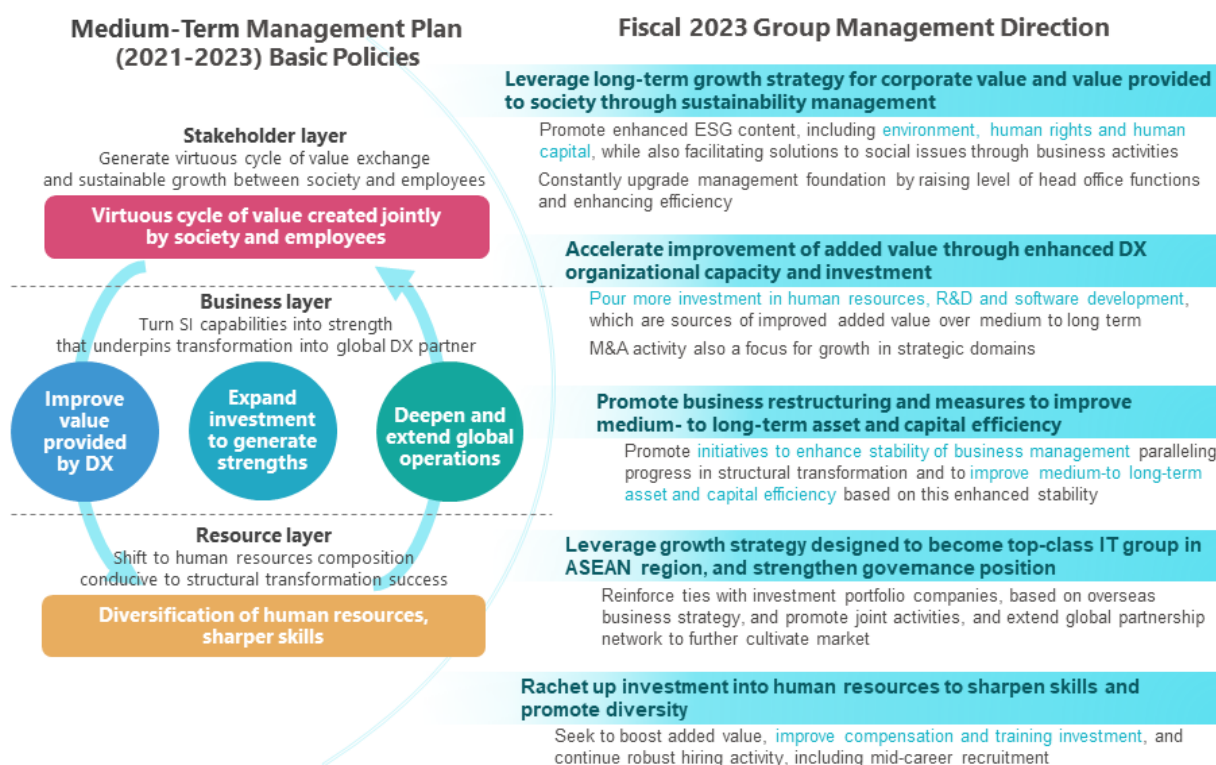 Medium-Term Management Plan
(2021-2023) Basic Policies
Stakeholder layer
Generate virtuous cycle of value exchange
and sustainable growth between society and employees
Virtuous cycle of value created jointly
by society and employees
Business layer
Turn SI capabilities into strength
that underpins transformation into global DX partner
Improve
value
provided
by DX
Expand
investment
to generate
strengths
Deepen and
extend global
operations
Resource layer
Shift to human resources composition
conducive to structural transformation success
Diversification of human resources,
sharper skills
Fiscal 2023 Group Management Direction
Leverage long-term growth strategy for corporate value and value provided
to society through sustainability management
Promote enhanced ESG content, including environment, human rights and human
capital, while also facilitating solutions to social issues through business activities
Constantly upgrade management foundation by raising level of head office functions
and enhancing efficiency
Accelerate improvement of added value through enhanced DX
organizational capacity and investment
Pour more investment in human resources, R&D and software development,
which are sources of improved added value over medium to long term
M&A activity also a focus for growth in strategic domains
Promote business restructuring and measures to improve
medium- to long-term asset and capital efficiency
Promote initiatives to enhance stability of business management paralleling
progress in structural transformation and to improve medium-to long-term
asset and capital efficiency based on this enhanced stability
Leverage growth strategy designed to become top-class IT group in
ASEAN region, and strengthen governance position
Reinforce ties with investment portfolio companies, based on overseas
business strategy, and promote joint activities, and extend global partnership
network to further cultivate market
Rachet up investment into human resources to sharpen skills and
promote diversity
Seek to boost added value, improve compensation and training investment, and
continue robust hiring activity, including mid-career recruitment